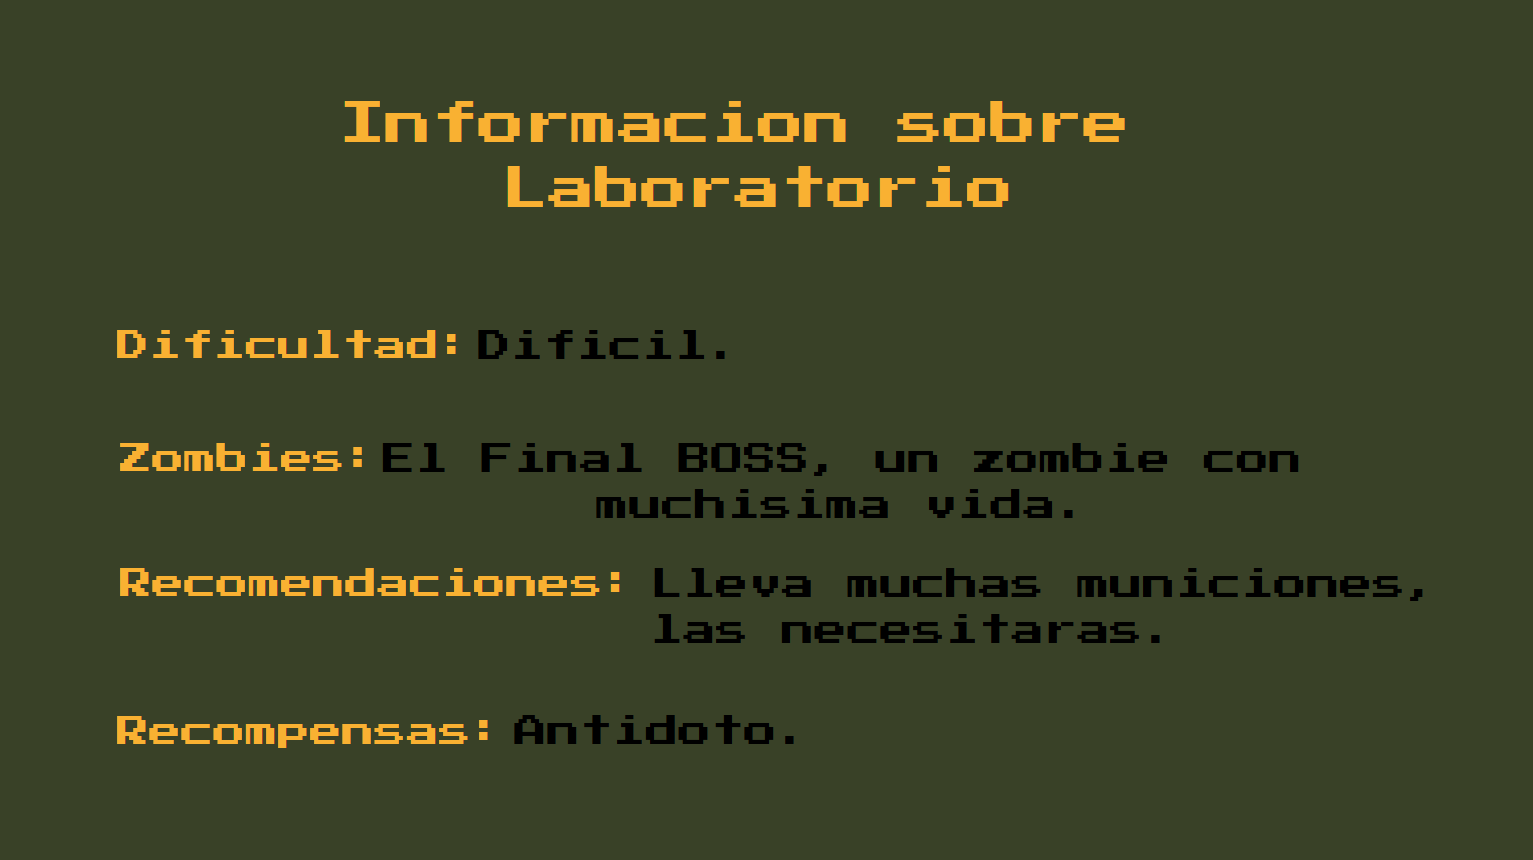 Informacion sobre
Laboratorio
Dificultad: Dificil.
Zombies: El Final BOSS, un zombie con
muchisima vida.
Recomendaciones: Lleva muchas municiones,
las necesitaras.
Recompensas: Antidoto.